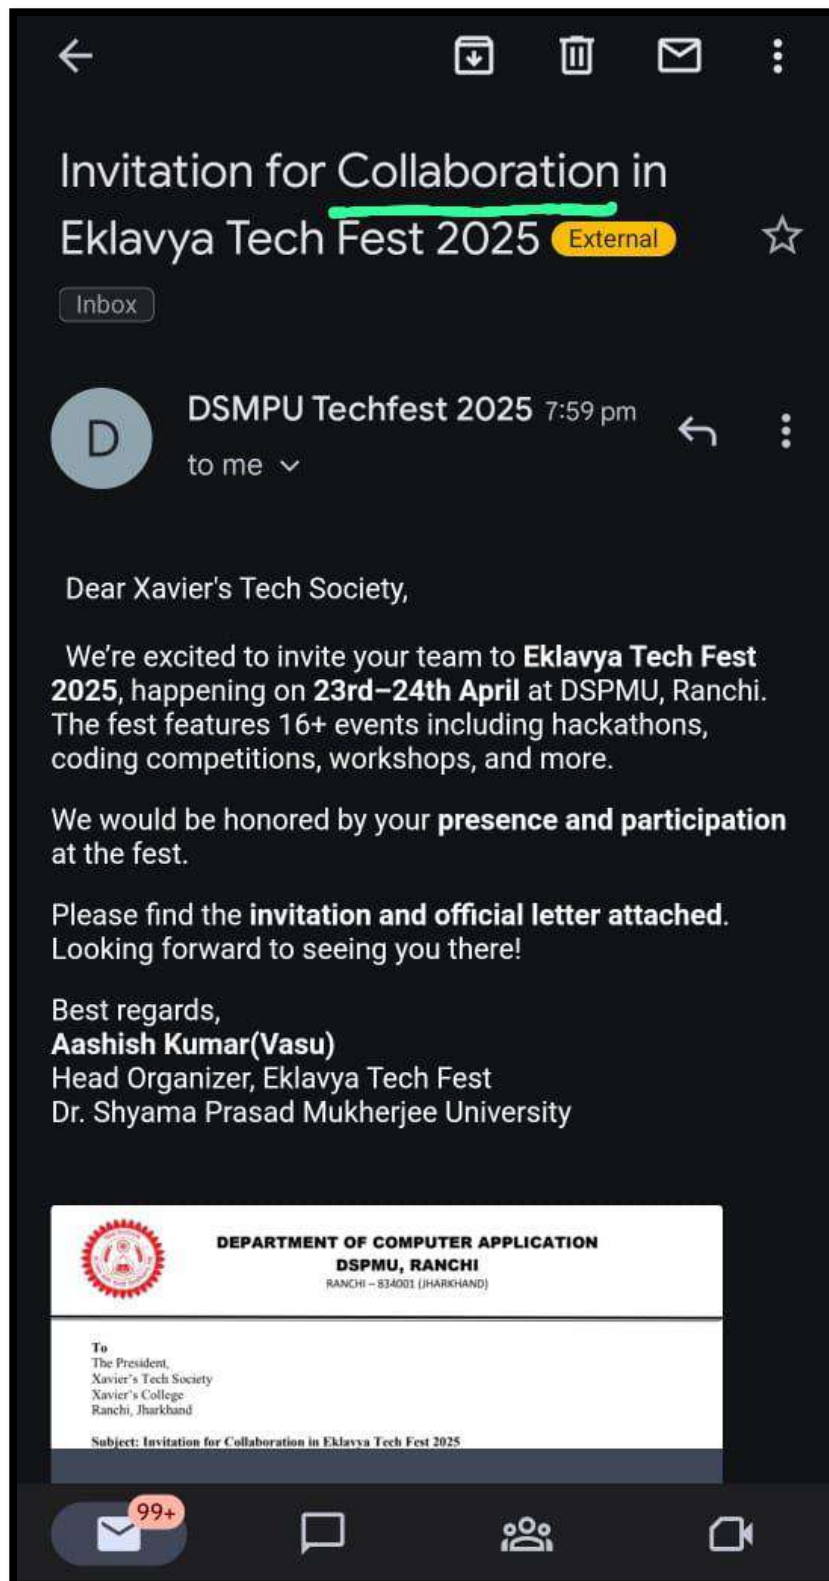 Invitation for Collaboration in
Eklavya Tech Fest 2025 External
Inbox
D
DSMPU Techfest 2025 7:59 pm
to me
Dear Xavier's Tech Society,
We're excited to invite your team to Eklavya Tech Fest
2025, happening on 23rd–24th April at DSPMU, Ranchi.
The fest features 16+ events including hackathons,
coding competitions, workshops, and more.
We would be honored by your presence and participation
at the fest.
Please find the invitation and official letter attached.
Looking forward to seeing you there!
Best regards,
Aashish Kumar(Vasu)
Head Organizer, Eklavya Tech Fest
Dr. Shyama Prasad Mukherjee University
DEPARTMENT OF COMPUTER APPLICATION
DSPMU, RANCHI
RANCHI – 834001 (JHARKHAND)
To
The President,
Xavier's Tech Society
Xavier's College
Ranchi, Jharkhand
Subject: Invitation for Collaboration in Eklavya Tech Fest 2025
99+